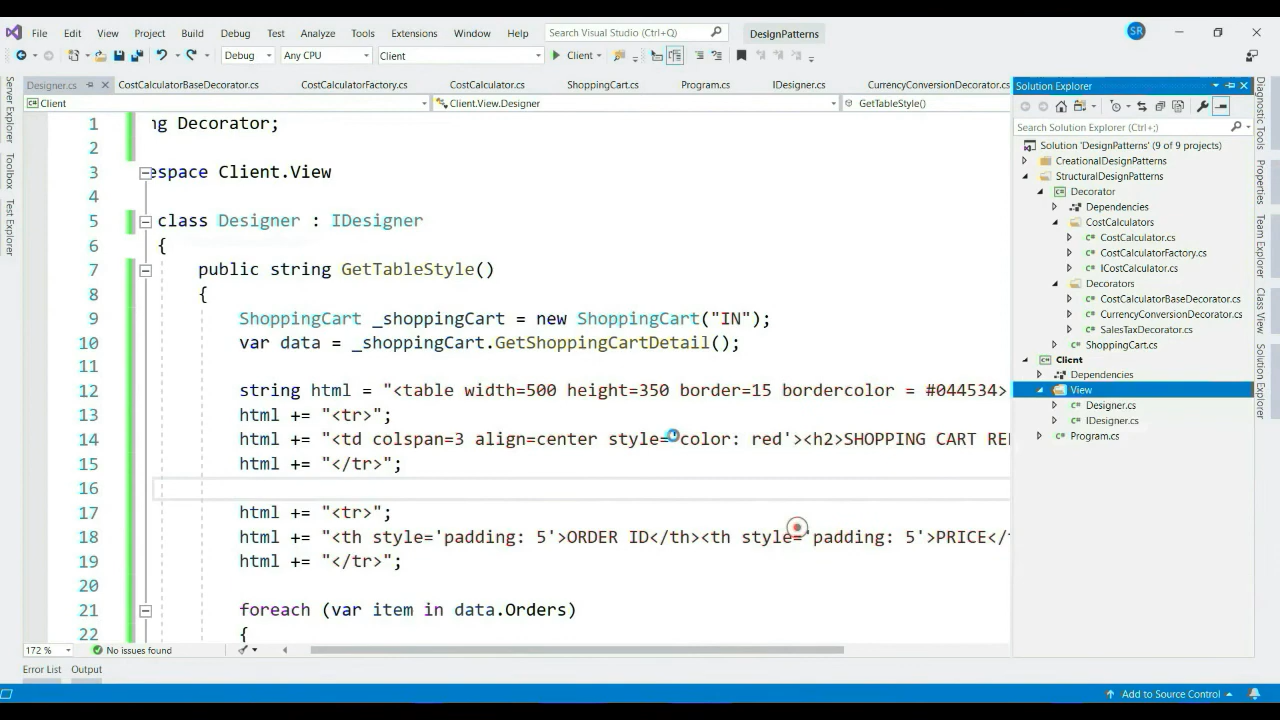 File Edit View Project Build Debug Test Analyze Tools Extensions Window Help Search Visual Studio (Ctrl+Q) DesignPatterns SR
Debug Any CPU Client Client
Designer.cs CostCalculatorBaseDecorator.cs CostCalculatorFactory.cs CostCalculator.cs ShoppingCart.cs Program.cs IDesigner.cs CurrencyConversionDecorator.cs
Client Client.View.Designer GetTableStyle()
1 ng Decorator;
2
3 espace Client.View
4
5 class Designer : IDesigner
6 {
7 public string GetTableStyle()
8 {
9 ShoppingCart _shoppingCart = new ShoppingCart("IN");
10 var data = _shoppingCart.GetShoppingCartDetail();
11
12 string html = "<table width=500 height=350 border=15 bordercolor = #044534>
13 html += "<tr>";
14 html += "<td colspan=3 align=center style='color: red'><h2>SHOPPING CART RE
15 html += "</tr>";
16
17 html += "<tr>";
18 html += "<th style='padding: 5'>ORDER ID</th><th style='padding: 5'>PRICE</
19 html += "</tr>";
20
21 foreach (var item in data.Orders)
22 {
172 % No issues found
Error List Output
Add to Source Control
Server Explorer
Toolbox
Test Explorer
Solution Explorer
Search Solution Explorer (Ctrl+;)
Solution 'DesignPatterns' (9 of 9 projects)
CreationalDesignPatterns
StructuralDesignPatterns
Decorator
Dependencies
CostCalculators
CostCalculator.cs
CostCalculatorFactory.cs
ICostCalculator.cs
Decorators
CostCalculatorBaseDecorator.cs
CurrencyConversionDecorator.cs
SalesTaxDecorator.cs
ShoppingCart.cs
Client
Dependencies
View
Designer.cs
IDesigner.cs
Program.cs
Diagnostic Tools
Properties
Team Explorer
Class View
Solution Explorer